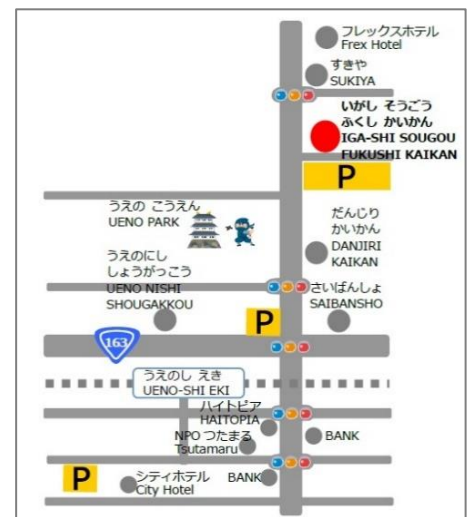 フレックスホテル
Frex Hotel
すきや
SUKIYA
いがし そうごう
ふくし かいかん
IGA-SHI SOUGOU
FUKUSHI KAIKAN
P
うえの こうえん
UENO PARK
だんじり
かいかん
DANJIRI
KAIKAN
うえのにし
しょうがっこう
UENO NISHI
SHOUGAKKOU
さいばんしょ
SAIBANSHO
P
163
うえのし えき
UENO-SHI EKI
ハイトピア
HAITOPIA
NPO つたまる
Tsutamaru
BANK
シティホテル
City Hotel
BANK
P